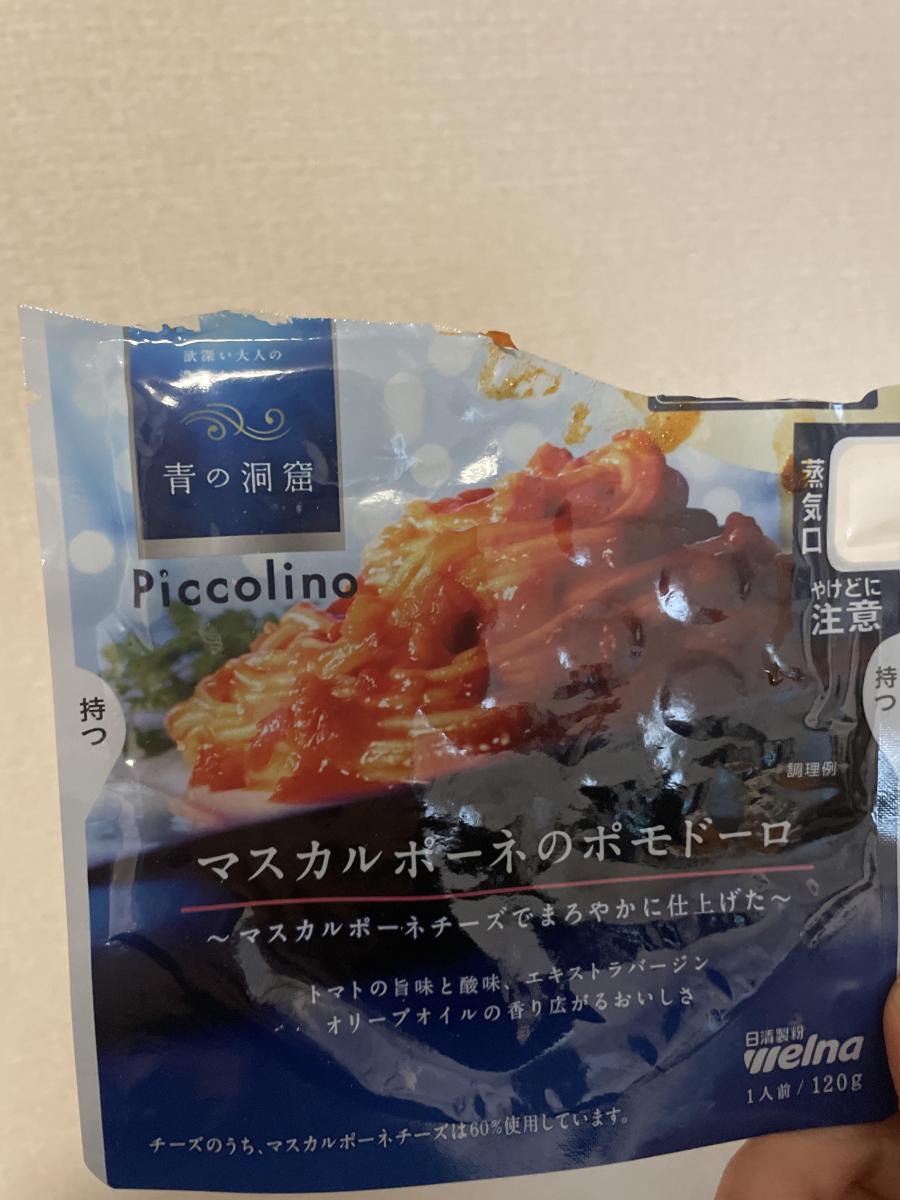 欲深い大人の
青の洞窟
Piccolino
蒸気口
やけどに
注意
持つ
持つ
調理例
マスカルポーネのポモドーロ
～マスカルポーネチーズでまろやかに仕上げた～
トマトの旨味と酸味、エキストラバージン
オリーブオイルの香り広がるおいしさ
日清製粉
welna
1人前 / 120g
チーズのうち、マスカルポーネチーズは60%使用しています。